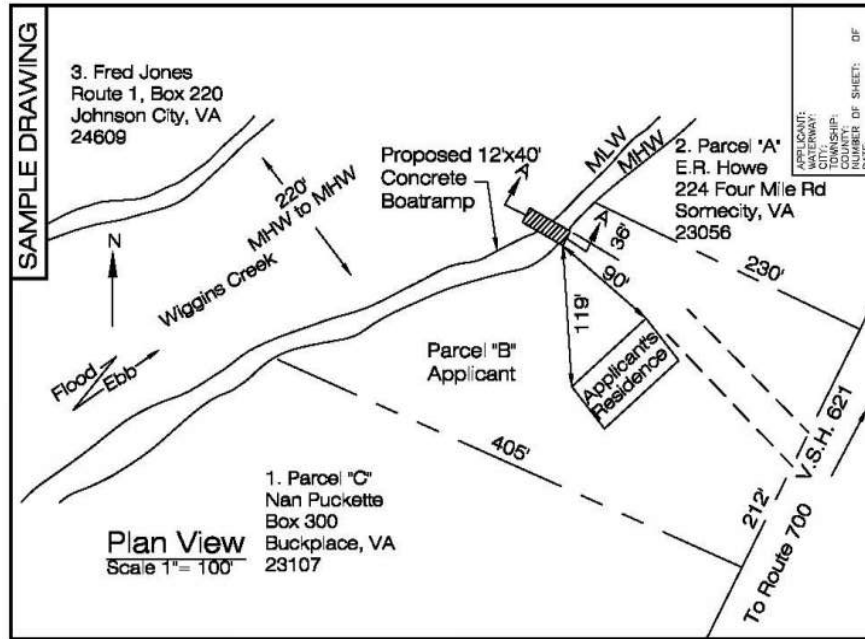 SAMPLE DRAWING
3. Fred Jones
Route 1, Box 220
Johnson City, VA
24609
N
Flood
Ebb
Wiggins Creek
220'
MHW to MHW
Proposed 12'x40'
Concrete
Boatramp
A
A
MLW
MHW
2. Parcel "A"
E.R. Howe
224 Four Mile Rd
Somecity, VA
23056
APPLICANT:
WATERWAY:
CITY:
TOWNSHIP:
COUNTY:
NUMBER OF SHEET: OF
DATE:
36'
90'
119'
230'
Parcel "B"
Applicant
Applicant's
Residence
405'
212'
V.S.H. 621
To Route 700
1. Parcel "C"
Nan Puckette
Box 300
Buckplace, VA
23107
Plan View
Scale 1"= 100'